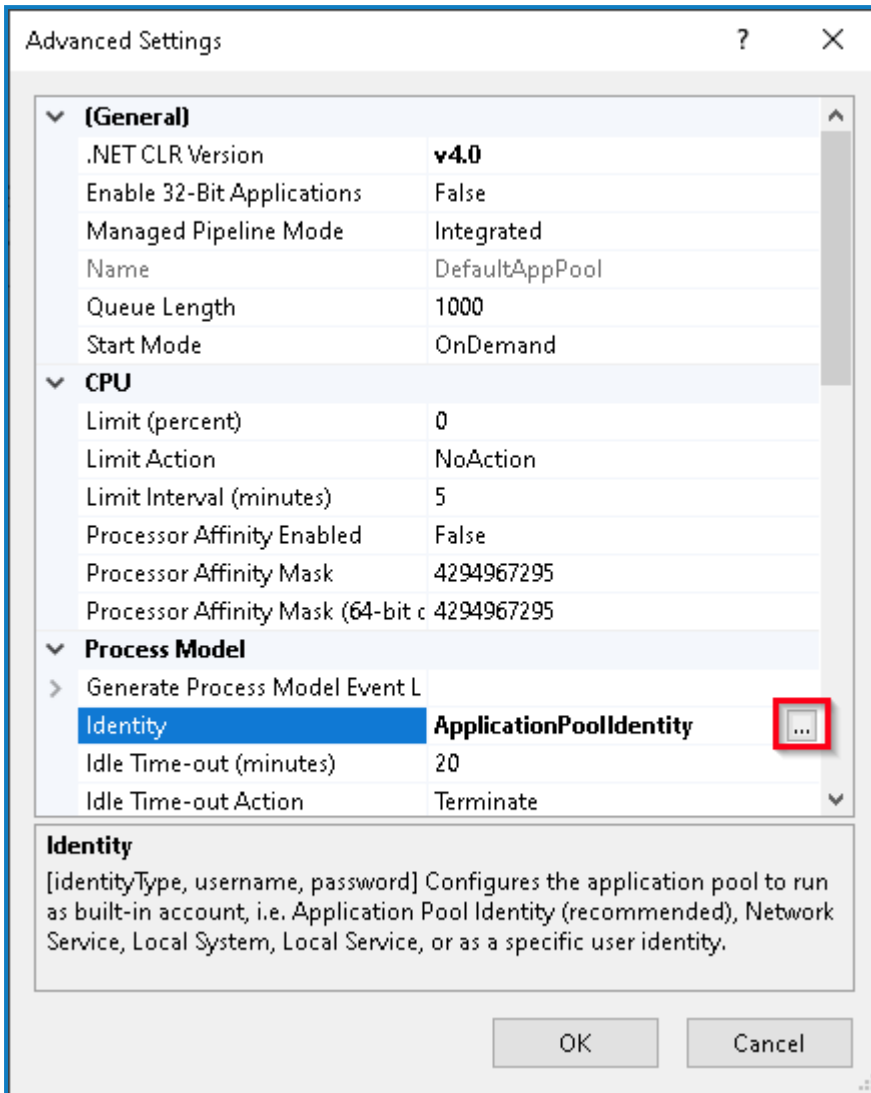 Advanced Settings ? ×
(General)
.NET CLR Version v4.0
Enable 32-Bit Applications False
Managed Pipeline Mode Integrated
Name DefaultAppPool
Queue Length 1000
Start Mode OnDemand
CPU
Limit (percent) 0
Limit Action NoAction
Limit Interval (minutes) 5
Processor Affinity Enabled False
Processor Affinity Mask 4294967295
Processor Affinity Mask (64-bit c 4294967295
Process Model
Generate Process Model Event L
Identity ApplicationPoolIdentity ...
Idle Time-out (minutes) 20
Idle Time-out Action Terminate
Identity
[identityType, username, password] Configures the application pool to run
as built-in account, i.e. Application Pool Identity (recommended), Network
Service, Local System, Local Service, or as a specific user identity.
OK Cancel